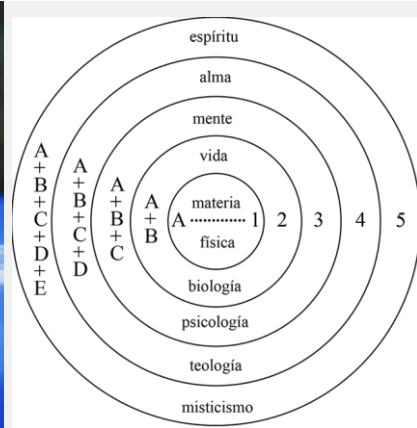 espíritu
alma
mente
vida
materia
A 1 2 3 4 5
física
biología
psicología
teología
misticismo
A+B
A+B+C
A+B+C+D
A+B+C+D+E